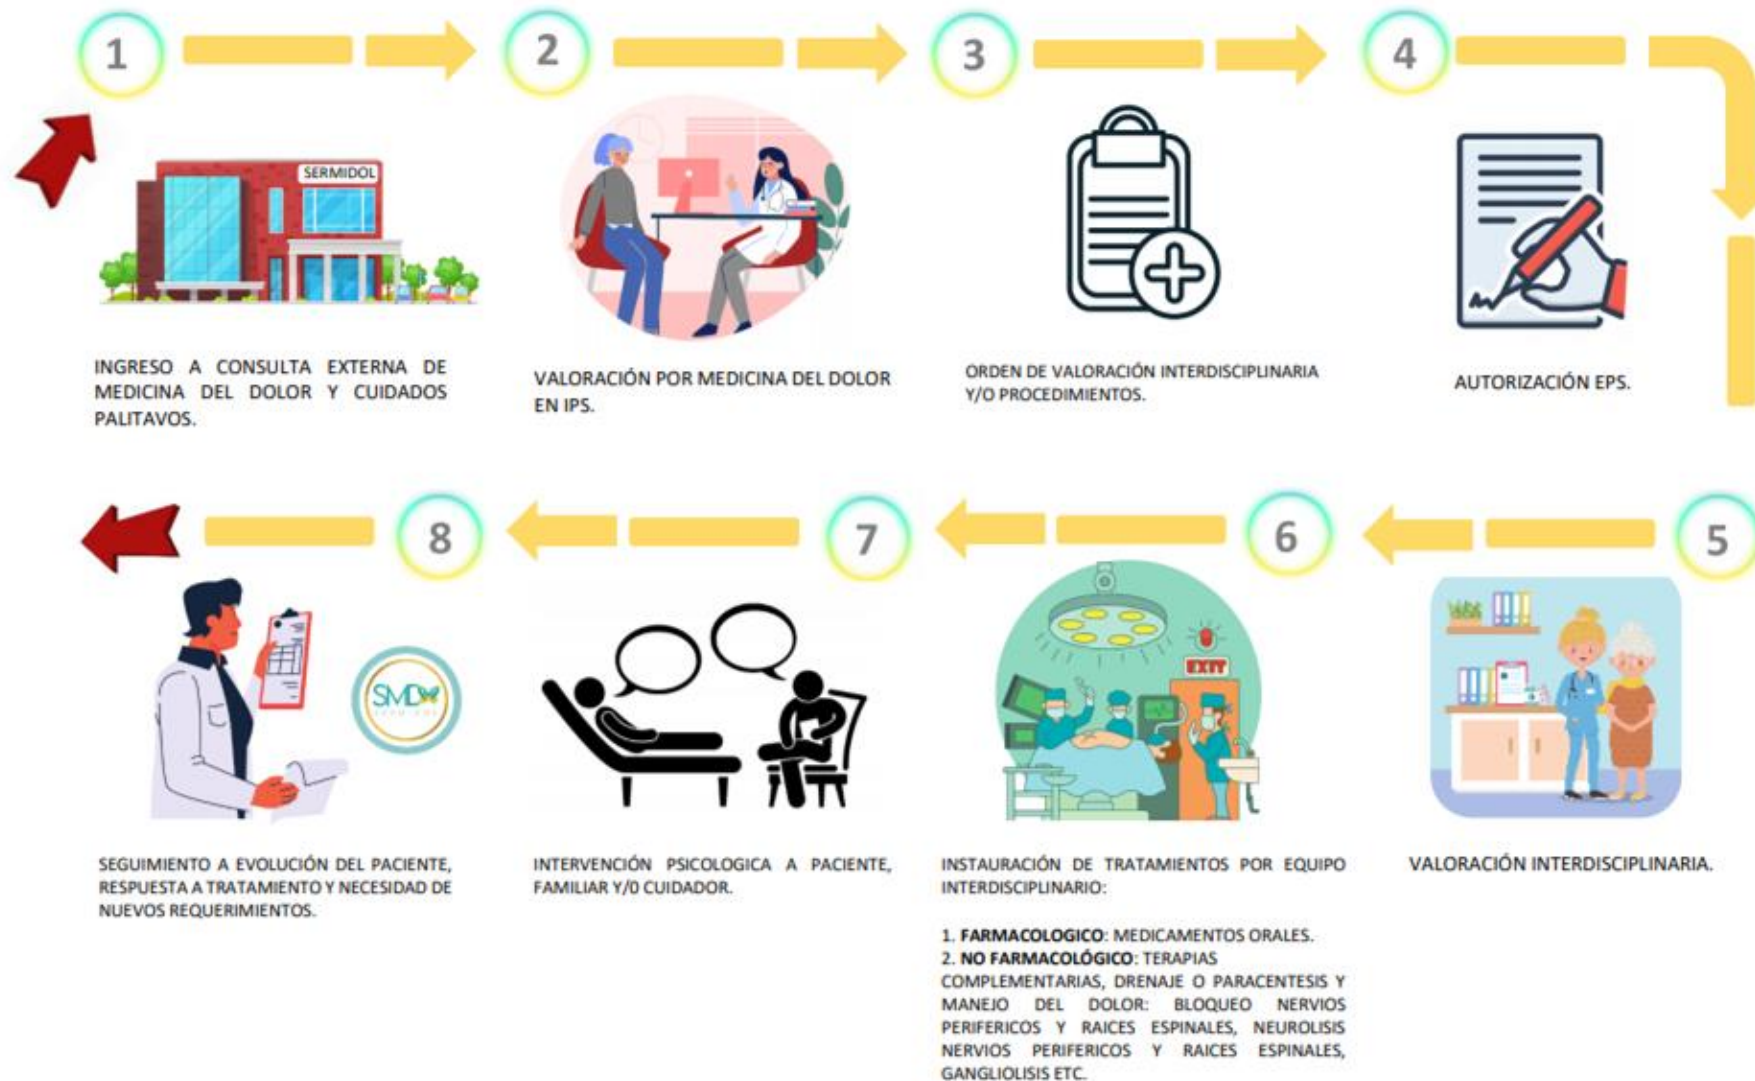 1
2
3
4
SERMIDOL
INGRESO A CONSULTA EXTERNA DE
MEDICINA DEL DOLOR Y CUIDADOS
PALITAVOS.
VALORACIÓN POR MEDICINA DEL DOLOR
EN IPS.
ORDEN DE VALORACIÓN INTERDISCIPLINARIA
Y/O PROCEDIMIENTOS.
AUTORIZACIÓN EPS.
8
7
6
5
SMD
EXIT
SEGUIMIENTO A EVOLUCIÓN DEL PACIENTE,
RESPUESTA A TRATAMIENTO Y NECESIDAD DE
NUEVOS REQUERIMIENTOS.
INTERVENCIÓN PSICOLOGICA A PACIENTE,
FAMILIAR Y/0 CUIDADOR.
INSTAURACIÓN DE TRATAMIENTOS POR EQUIPO
INTERDISCIPLINARIO:
1. FARMACOLOGICO: MEDICAMENTOS ORALES.
2. NO FARMACOLÓGICO: TERAPIAS
COMPLEMENTARIAS, DRENAJE O PARACENTESIS Y
MANEJO DEL DOLOR: BLOQUEO NERVIOS
PERIFERICOS Y RAICES ESPINALES, NEUROLISIS
NERVIOS PERIFERICOS Y RAICES ESPINALES,
GANGLIOLISIS ETC.
VALORACIÓN INTERDISCIPLINARIA.